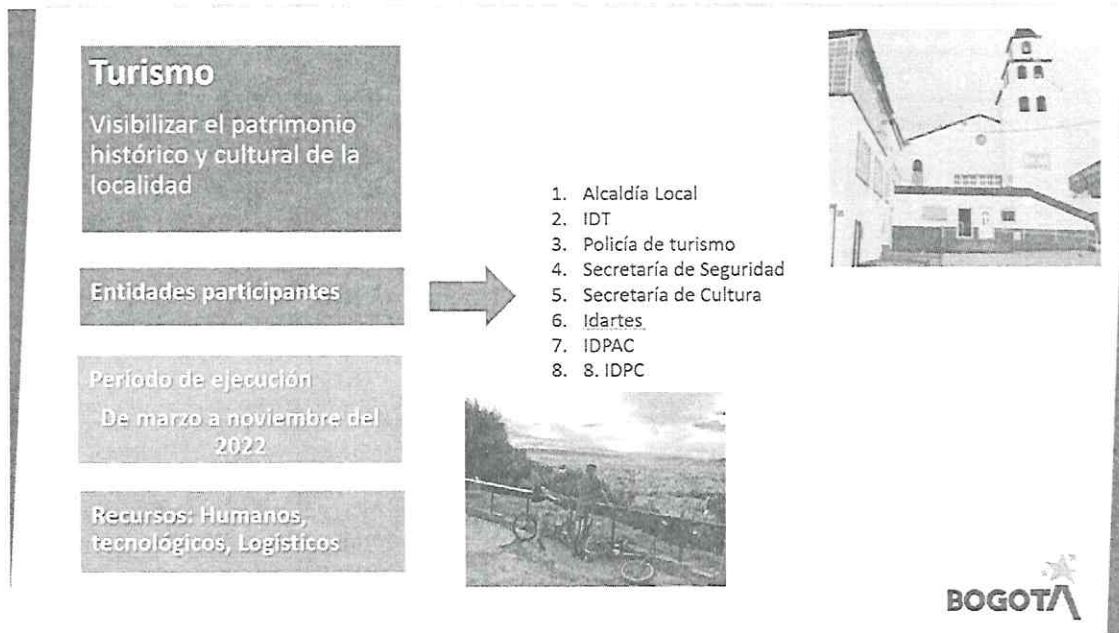 Turismo
Visibilizar el patrimonio
histórico y cultural de la
localidad
Entidades participantes
Período de ejecución
De marzo a noviembre del
2022
Recursos: Humanos,
tecnológicos, Logísticos
1. Alcaldía Local
2. IDT
3. Policía de turismo
4. Secretaría de Seguridad
5. Secretaría de Cultura
6. Idartes
7. IDPAC
8. 8. IDPC
BOGOTÁ